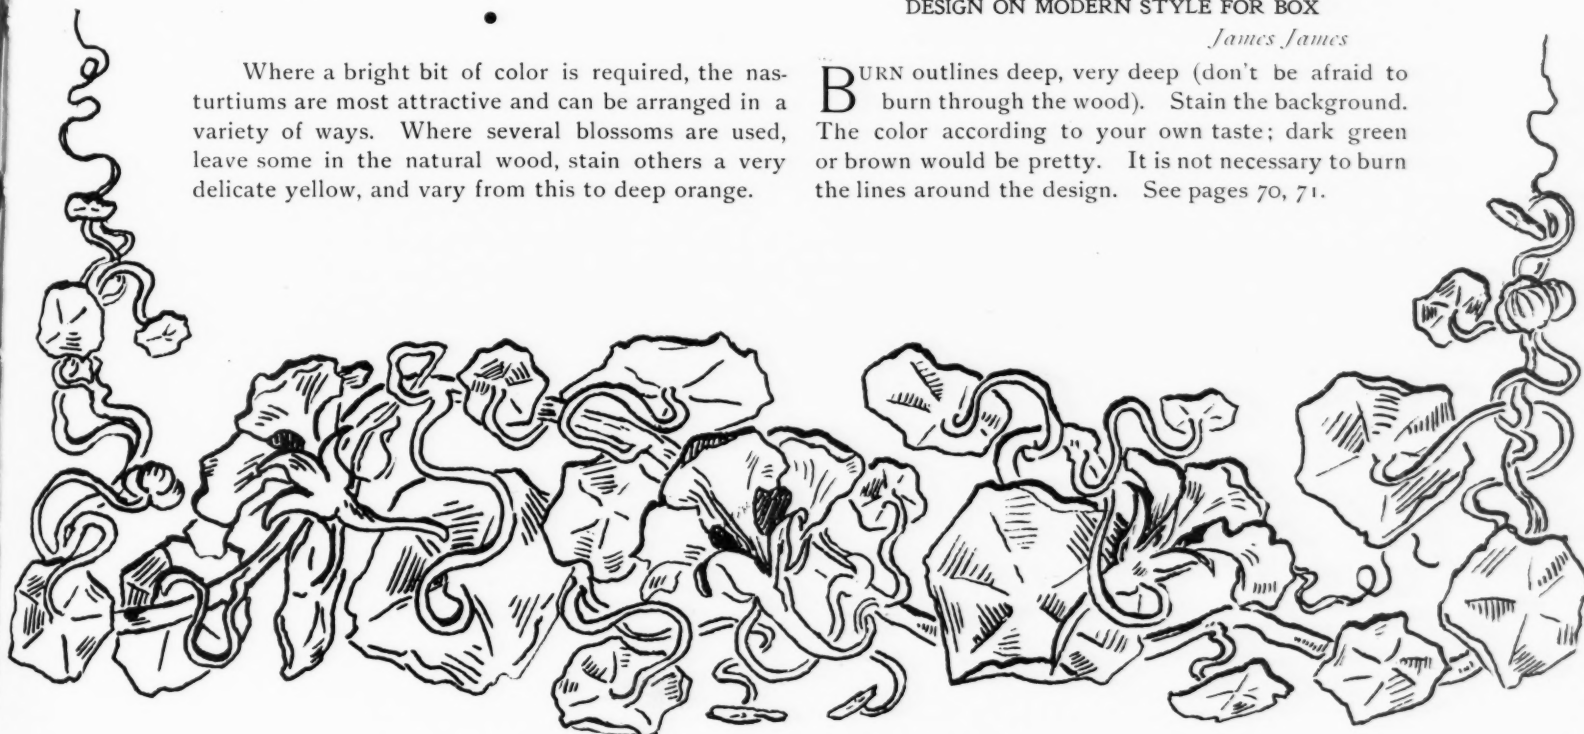 Where a bright bit of color is required, the nas-
turtiums are most attractive and can be arranged in a
variety of ways. Where several blossoms are used,
leave some in the natural wood, stain others a very
delicate yellow, and vary from this to deep orange.
DESIGN ON MODERN STYLE FOR BOX
James James
BURN outlines deep, very deep (don't be afraid to
burn through the wood). Stain the background.
The color according to your own taste; dark green
or brown would be pretty. It is not necessary to burn
the lines around the design. See pages 70, 71.